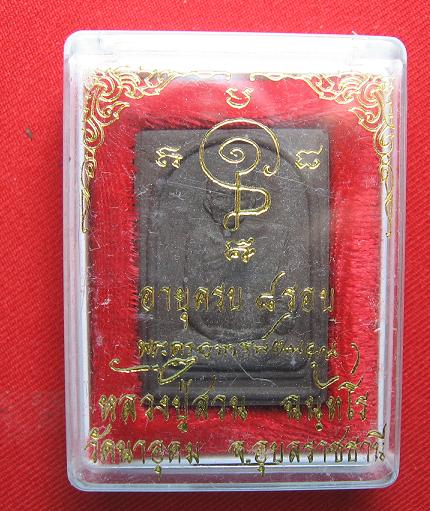 อายุครบ ๘ รอบ
หลวงปู่สวน ฉนฺทโร
วัดนาอุดม จ.อุบลราชธานี